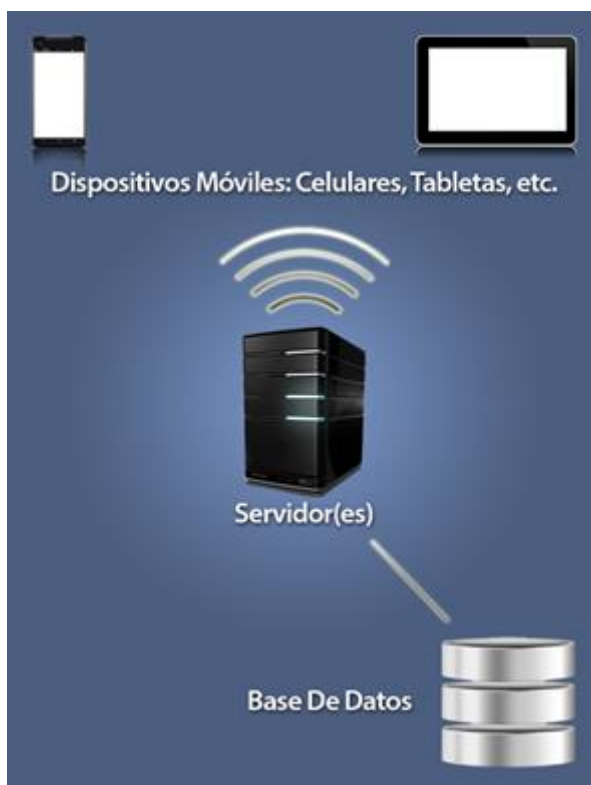 Dispositivos Móviles: Celulares, Tabletas, etc.
Servidor(es)
Base De Datos